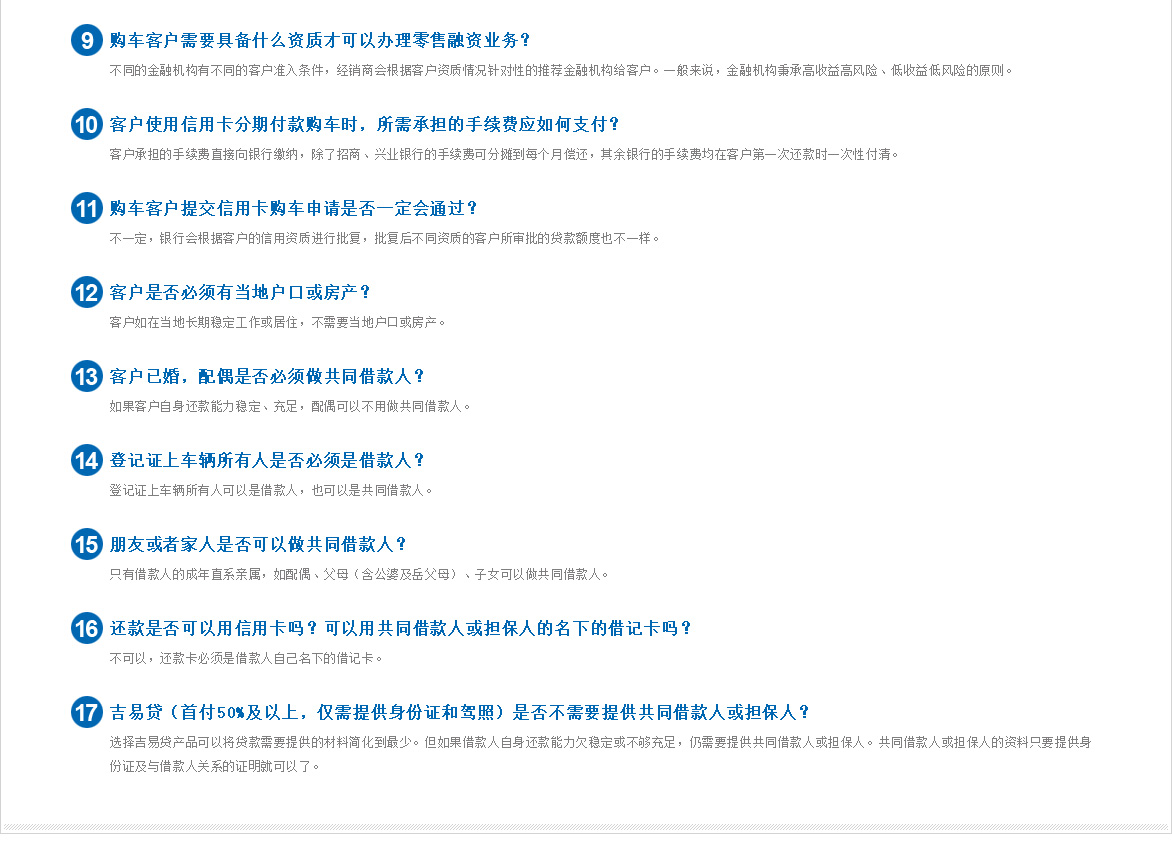 9 购车客户需要具备什么资质才可以办理零售融资业务？
不同的金融机构有不同的客户准入条件，经销商会根据客户资质情况针对性的推荐金融机构给客户。一般来说，金融机构秉承高收益高风险、低收益低风险的原则。
10 客户使用信用卡分期付款购车时，所需承担的手续费应如何支付？
客户承担的手续费直接向银行缴纳，除了招商、兴业银行的手续费可分摊到每个月偿还，其余银行的手续费均在客户第一次还款时一次性付清。
11 购车客户提交信用卡购车申请是否一定会通过？
不一定，银行会根据客户的信用资质进行批复，批复后不同资质的客户所审批的贷款额度也不一样。
12 客户是否必须有当地户口或房产？
客户如在当地长期稳定工作或居住，不需要当地户口或房产。
13 客户已婚，配偶是否必须做共同借款人？
如果客户自身还款能力稳定、充足，配偶可以不用做共同借款人。
14 登记证上车辆所有人是否必须是借款人？
登记证上车辆所有人可以是借款人，也可以是共同借款人。
15 朋友或者家人是否可以做共同借款人？
只有借款人的成年直系亲属，如配偶、父母（含公婆及岳父母）、子女可以做共同借款人。
16 还款是否可以用信用卡吗？可以用共同借款人或担保人的名下的借记卡吗？
不可以，还款卡必须是借款人自己名下的借记卡。
17 吉易贷（首付50%及以上，仅需提供身份证和驾照）是否不需要提供共同借款人或担保人？
选择吉易贷产品可以将贷款需要提供的材料简化到最少。但如果借款人自身还款能力欠稳定或不够充足，仍需要提供共同借款人或担保人。共同借款人或担保人的资料只要提供身
份证及与借款人关系的证明就可以了。